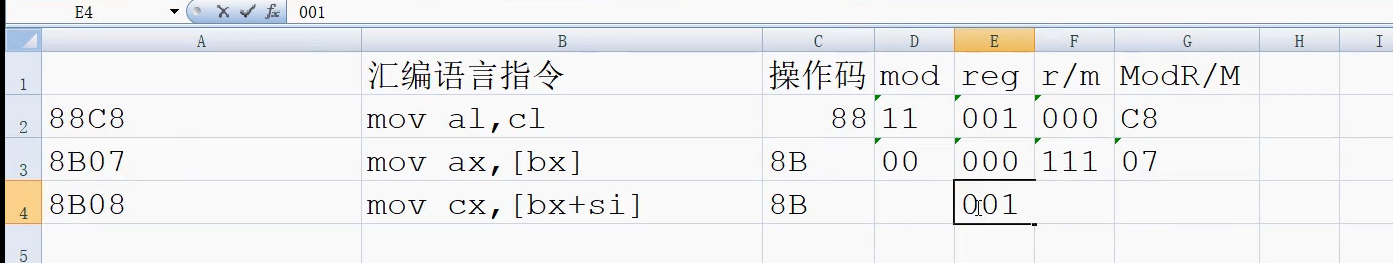 E4 fx 001
A B C D E F G H I
1 汇编语言指令 操作码 mod reg r/m ModR/M
2 88C8 mov al,cl 88 11 001 000 C8
3 8B07 mov ax,[bx] 8B 00 000 111 07
4 8B08 mov cx,[bx+si] 8B 001
5